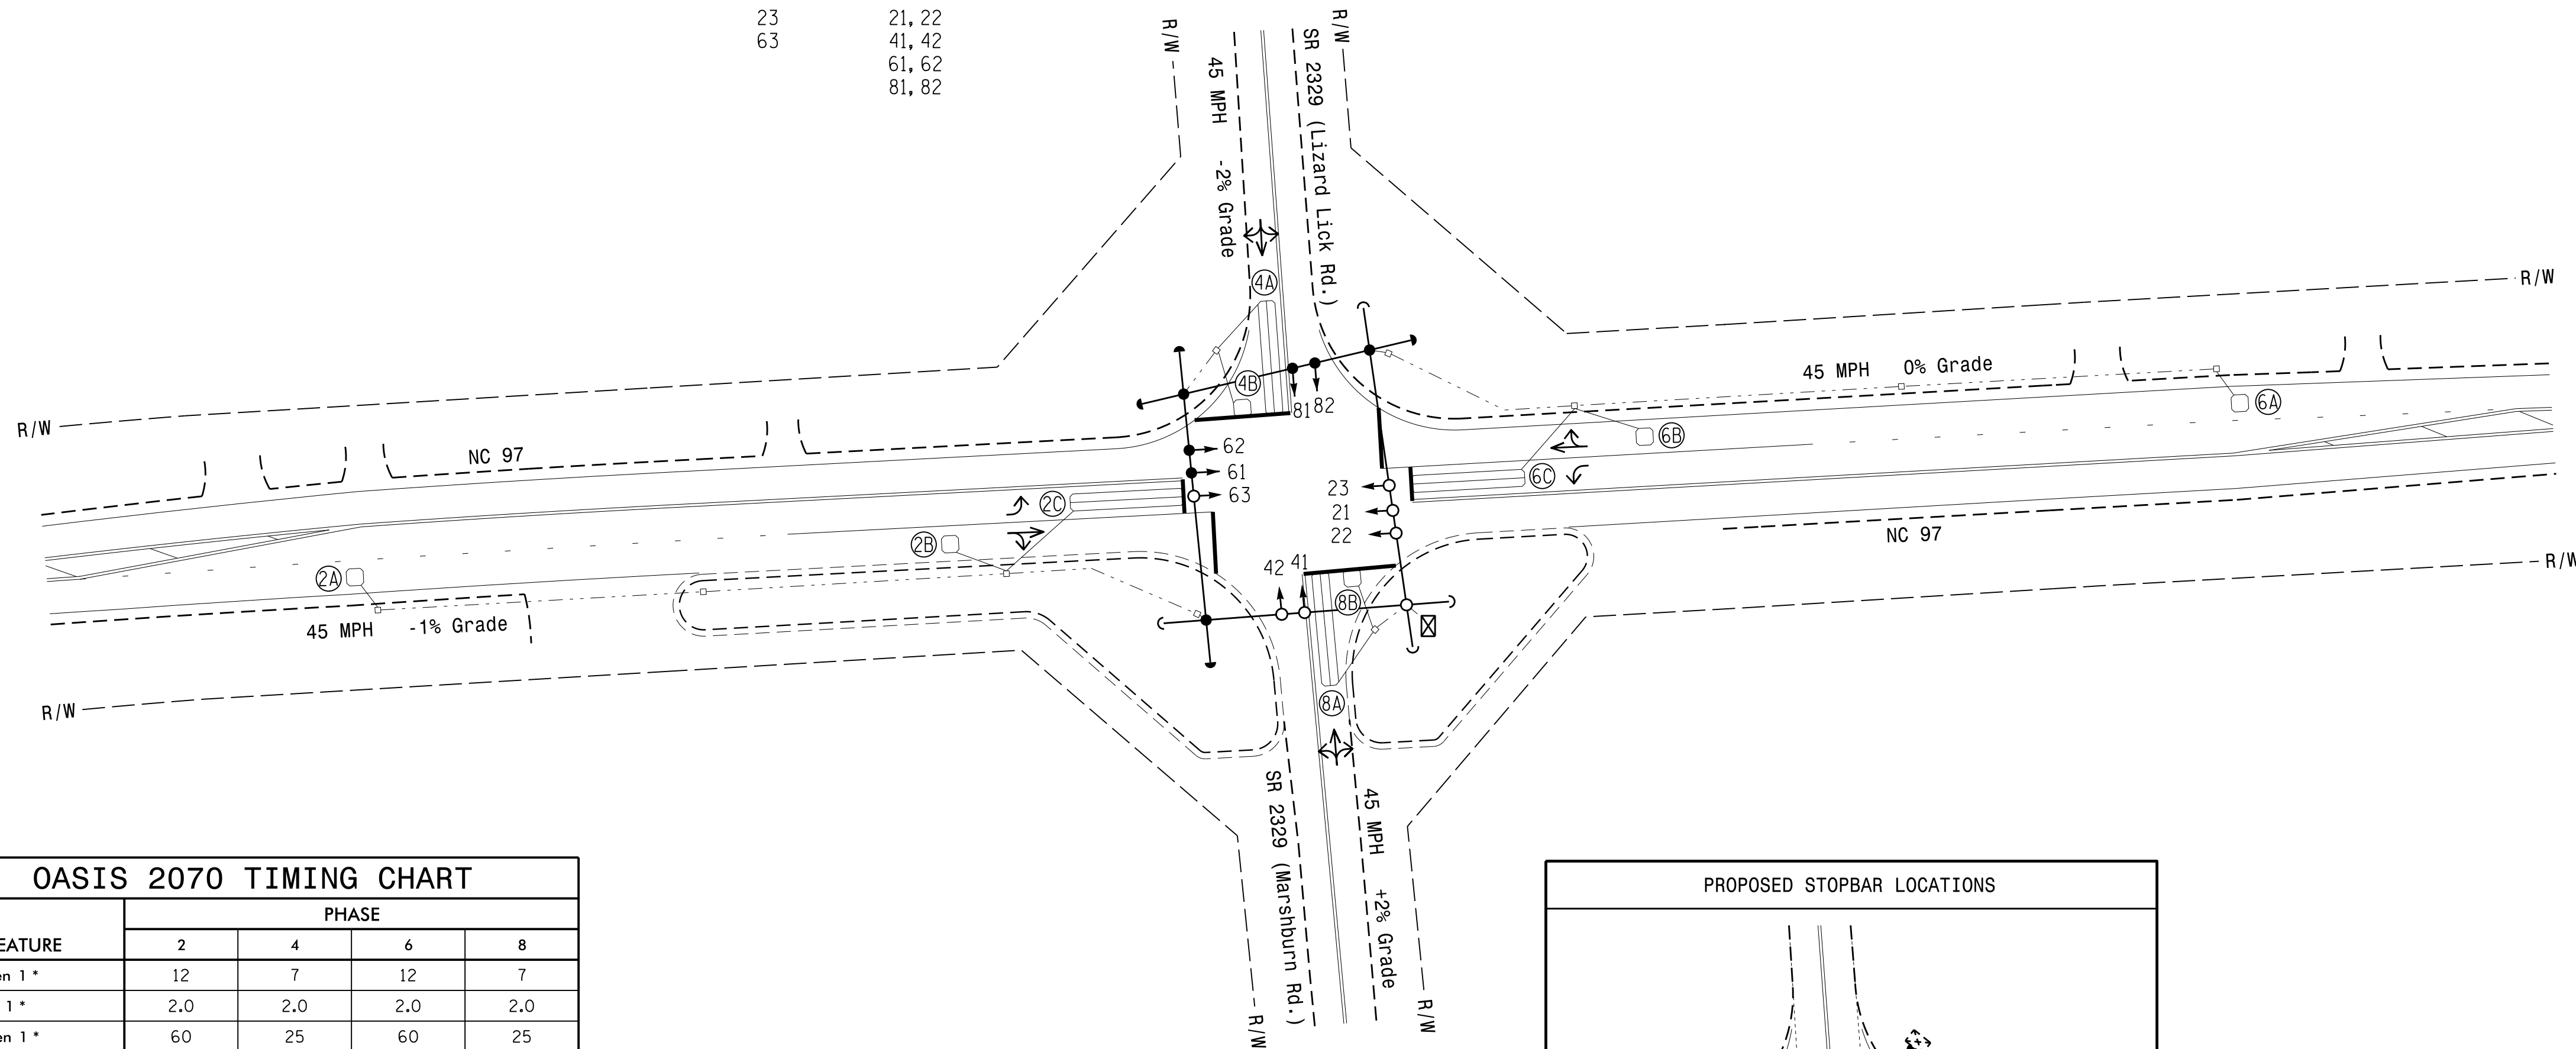 23 21, 22
63 41, 42
61, 62
81, 82
R/W
R/W
45 MPH -2% Grade
SR 2329 (Lizard Lick Rd.)
4A
4B
81 82
R/W
45 MPH 0% Grade
6A
6B
6C
R/W
NC 97
62
61
63
2C
2B
2A
45 MPH -1% Grade
R/W
23
21
22
42 41
8B
8A
NC 97
R/W
SR 2329 (Marshburn Rd.)
45 MPH +2% Grade
R/W
R/W
OASIS 2070 TIMING CHART
EATURE PHASE
2 4 6 8
en 1 * 12 7 12 7
1 * 2.0 2.0 2.0 2.0
en 1 * 60 25 60 25
PROPOSED STOPBAR LOCATIONS